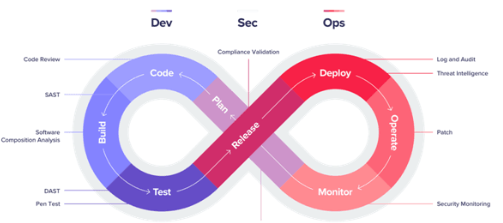 Dev
Sec
Ops
Compliance Validation
Code Review
Log and Audit
Code
Deploy
Threat Intelligence
SAST
Plan
Build
Release
Operate
Software
Composition Analysis
Patch
DAST
Test
Monitor
Pen Test
Security Monitoring